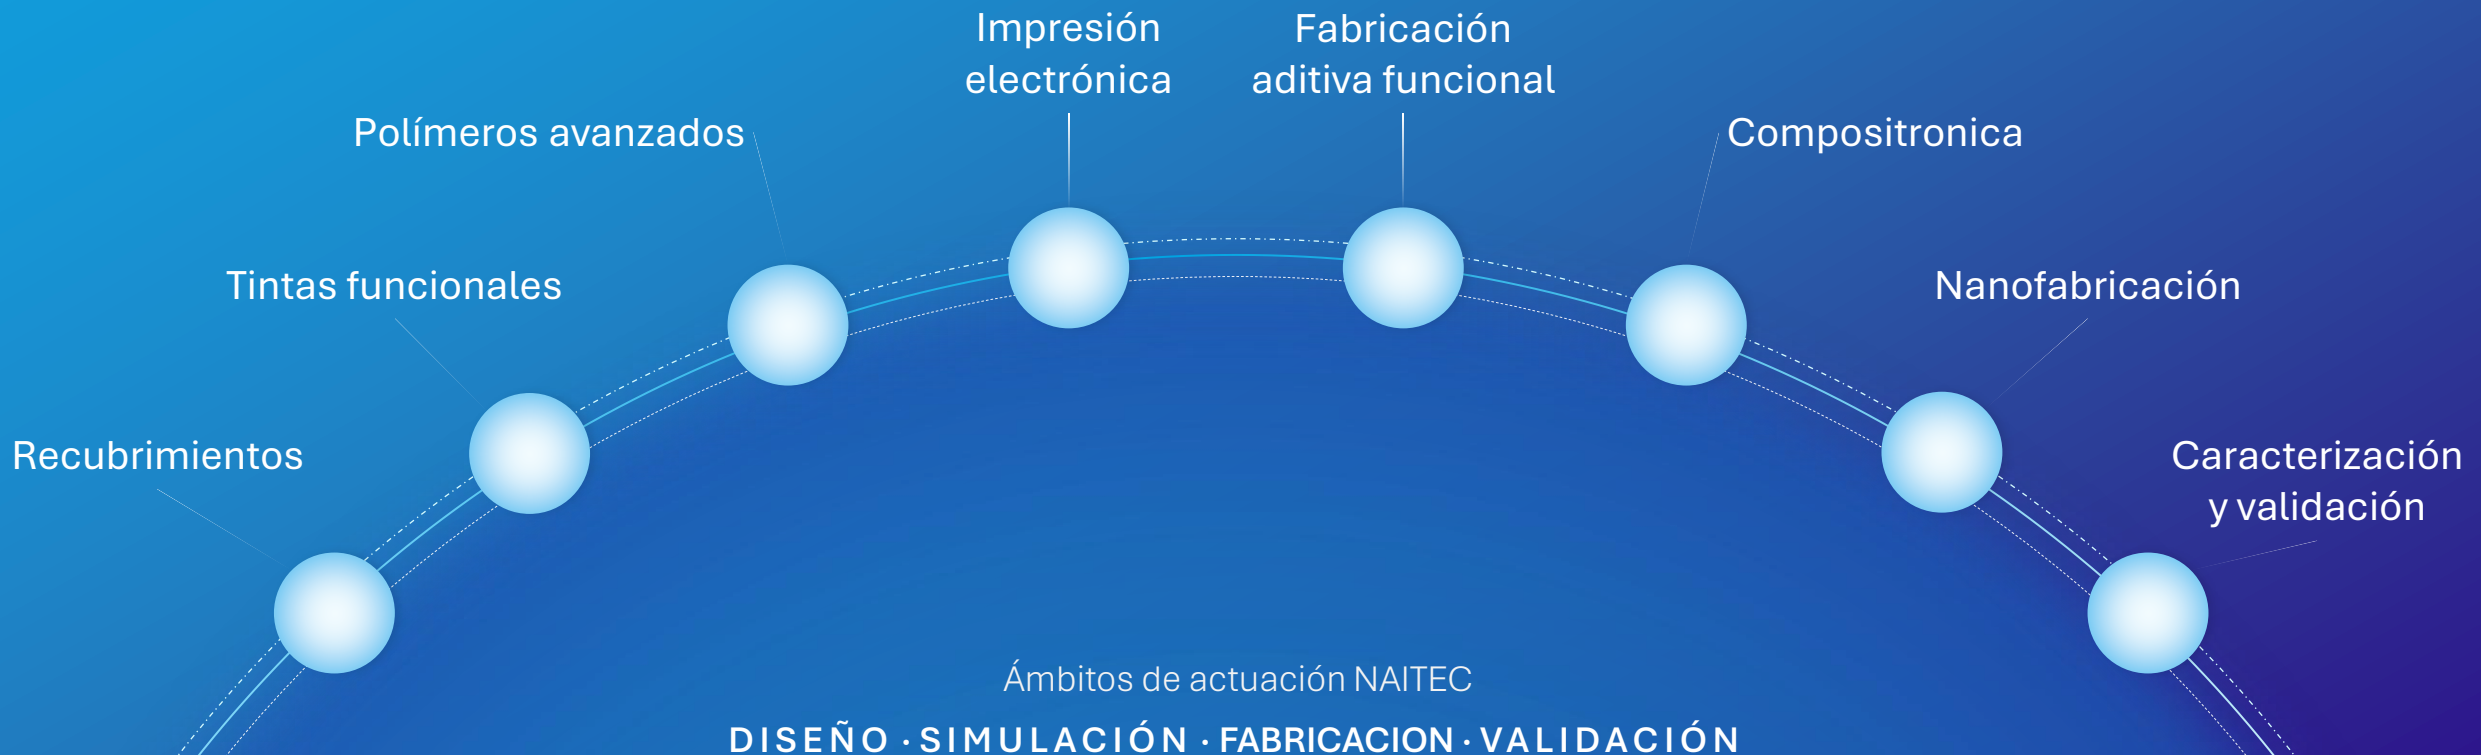 Impresión
electrónica
Fabricación
aditiva funcional
Polímeros avanzados
Compositronica
Tintas funcionales
Nanofabricación
Recubrimientos
Caracterización
y validación
Ámbitos de actuación NAITEC
DISEÑO · SIMULACIÓN · FABRICACION · VALIDACIÓN